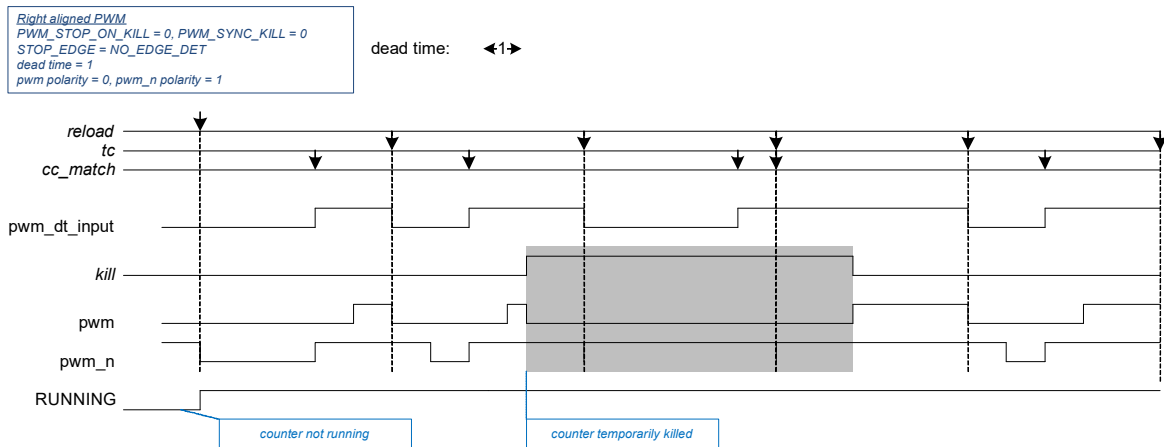 Right aligned PWM
PWM_STOP_ON_KILL = 0, PWM_SYNC_KILL = 0
STOP_EDGE = NO_EDGE_DET
dead time = 1
pwm polarity = 0, pwm_n polarity = 1
dead time:
1
reload
tc
cc_match
pwm_dt_input
kill
pwm
pwm_n
RUNNING
counter not running
counter temporarily killed